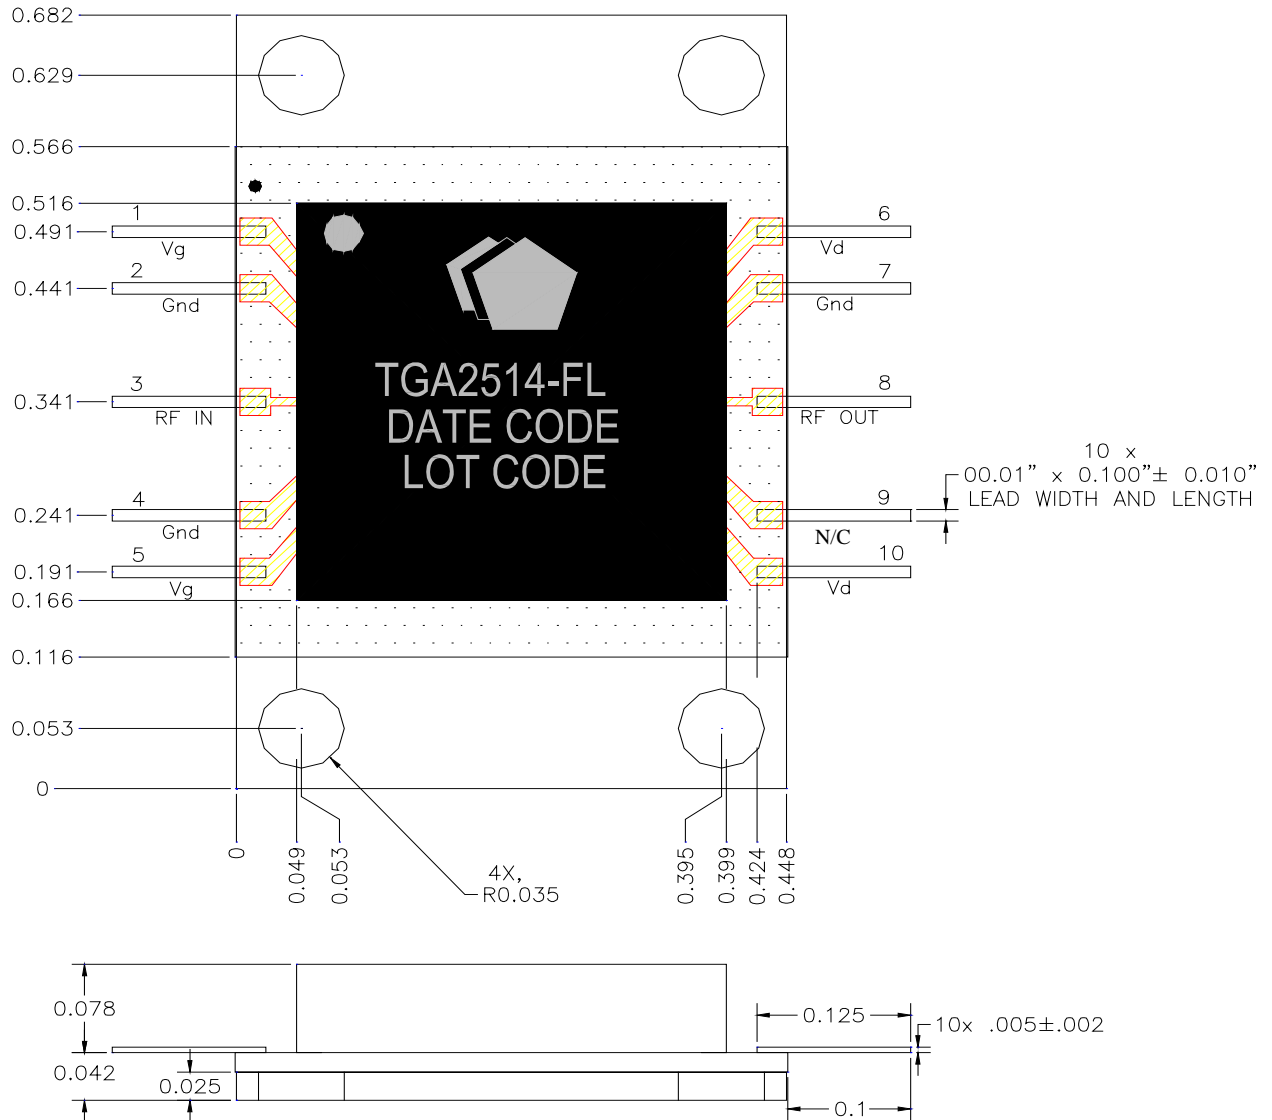 0.682
0.629
0.566
0.516
0.491
0.441
0.341
0.241
0.191
0.166
0.116
0.053
0
1
Vg
2
Gnd
3
RF IN
4
Gnd
5
Vg
TGA2514-FL
DATE CODE
LOT CODE
6
Vd
7
Gnd
8
RF OUT
9
N/C
10
Vd
10 x
00.01" x 0.100"± 0.010"
LEAD WIDTH AND LENGTH
0
0.049
0.053
4X,
R0.035
0.395
0.399
0.424
0.448
0.078
0.042
0.025
0.125
10x .005±.002
0.1